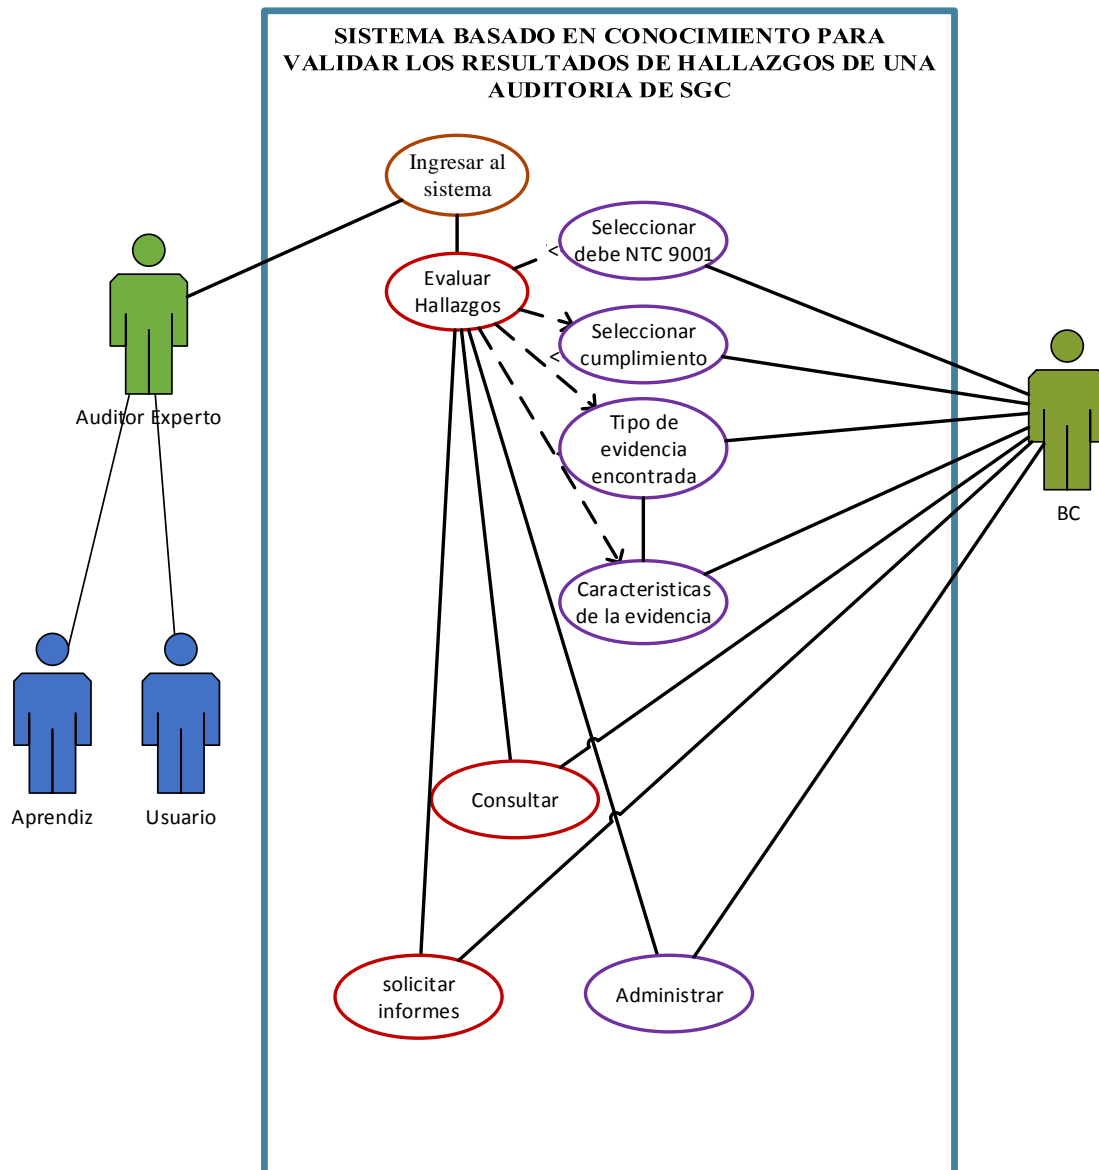 SISTEMA BASADO EN CONOCIMIENTO PARA
VALIDAR LOS RESULTADOS DE HALLAZGOS DE UNA
AUDITORIA DE SGC
Ingresar al
sistema
Seleccionar
debe NTC 9001
<
Evaluar
Hallazgos
Seleccionar
cumplimiento
<
Auditor Experto
Tipo de
evidencia
encontrada
BC
Caracteristicas
de la evidencia
Aprendiz
Usuario
Consultar
solicitar
informes
Administrar